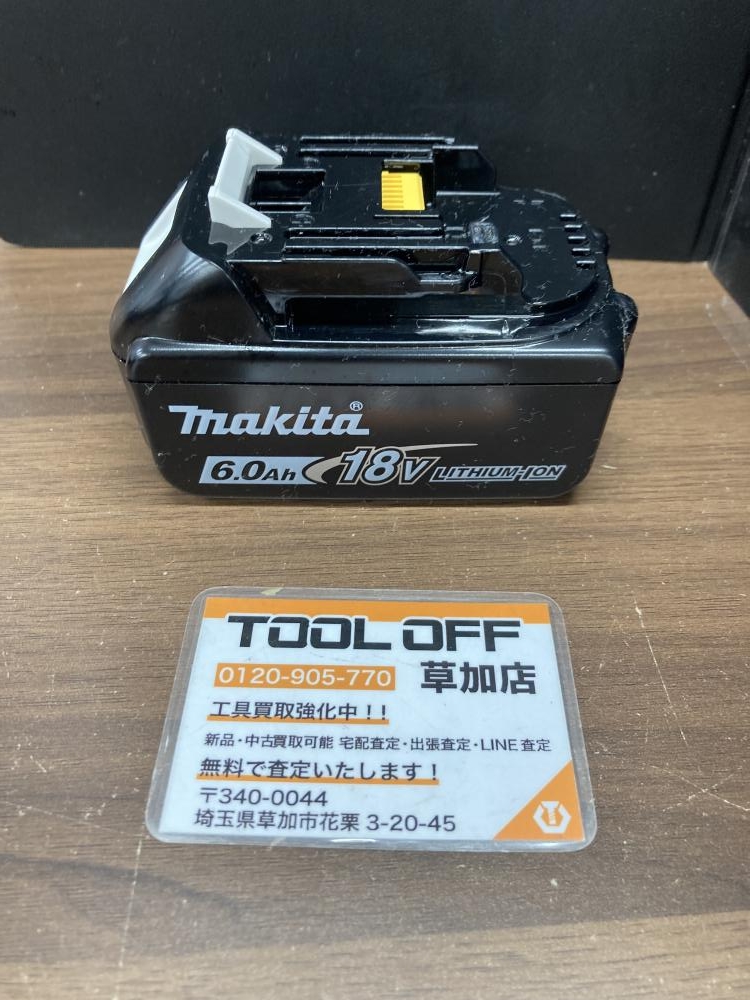 makita®
6.0Ah 18V LITHIUM-ION
TOOL OFF
0120-905-770 草加店
工具買取強化中!!
新品・中古買取可能 宅配査定・出張査定・LINE査定
無料で査定いたします!
〒340-0044
埼玉県草加市花栗3-20-45